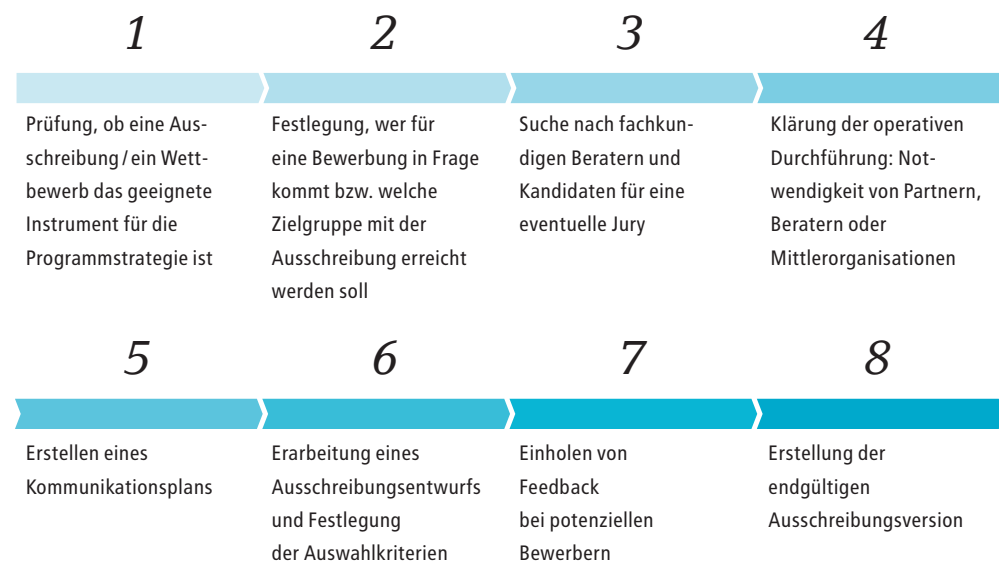 1
Prüfung, ob eine Aus-
schreibung / ein Wett-
bewerb das geeignete
Instrument für die
Programmstrategie ist
2
Festlegung, wer für
eine Bewerbung in Frage
kommt bzw. welche
Zielgruppe mit der
Ausschreibung erreicht
werden soll
3
Suche nach fachkun-
digen Beratern und
Kandidaten für eine
eventuelle Jury
4
Klärung der operativen
Durchführung: Not-
wendigkeit von Partnern,
Beratern oder
Mittlerorganisationen
5
Erstellen eines
Kommunikationsplans
6
Erarbeitung eines
Ausschreibungsentwurfs
und Festlegung
der Auswahlkriterien
7
Einholen von
Feedback
bei potenziellen
Bewerbern
8
Erstellung der
endgültigen
Ausschreibungsversion